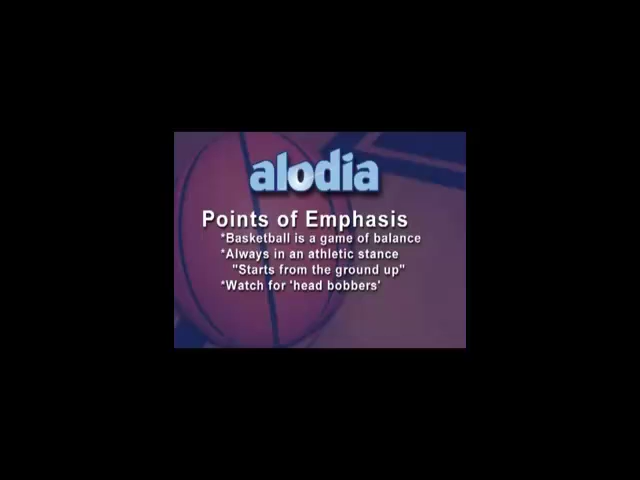 alodia
Points of Emphasis
*Basketball is a game of balance
*Always in an athletic stance
"Starts from the ground up"
*Watch for 'head bobbers'